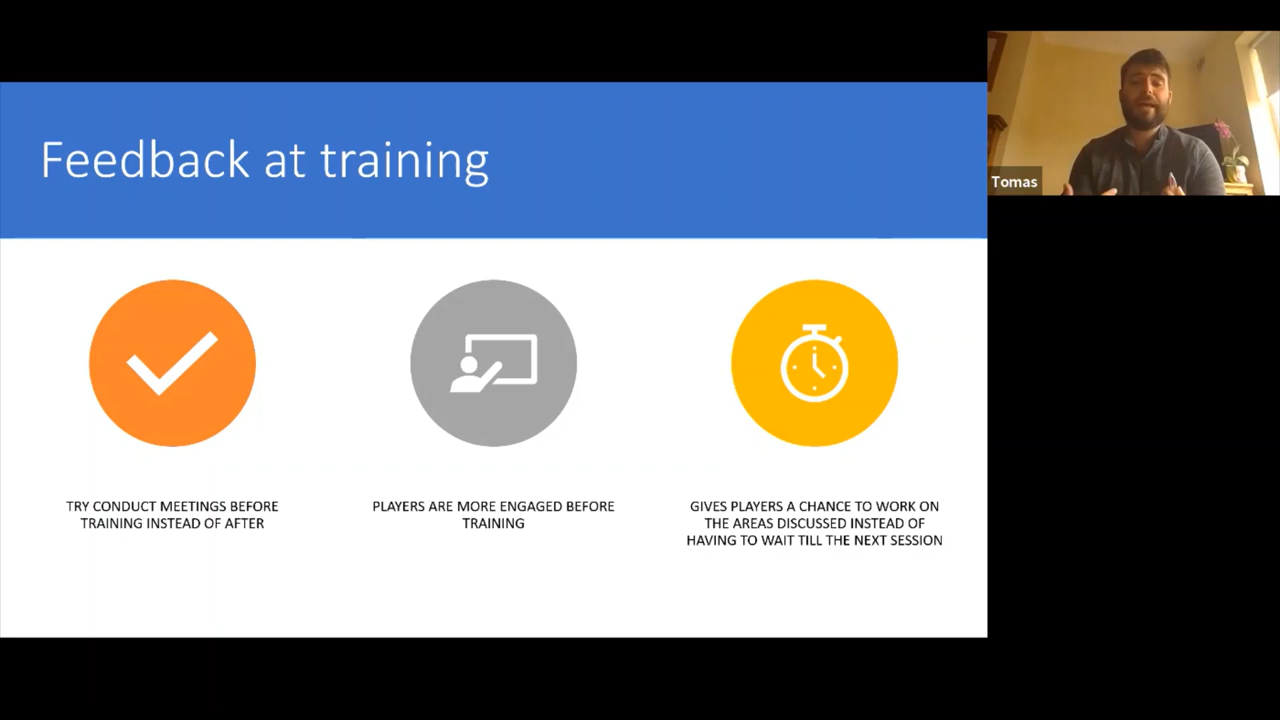 Feedback at training
Tomas
TRY CONDUCT MEETINGS BEFORE
TRAINING INSTEAD OF AFTER
PLAYERS ARE MORE ENGAGED BEFORE
TRAINING
GIVES PLAYERS A CHANCE TO WORK ON
THE AREAS DISCUSSED INSTEAD OF
HAVING TO WAIT TILL THE NEXT SESSION